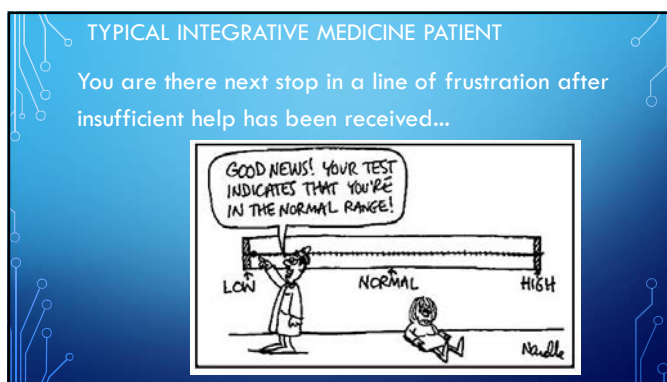 TYPICAL INTEGRATIVE MEDICINE PATIENT
You are there next stop in a line of frustration after
insufficient help has been received...
GOOD NEWS! YOUR TEST
INDICATES THAT YOU'RE
IN THE NORMAL RANGE!
LOW NORMAL HIGH